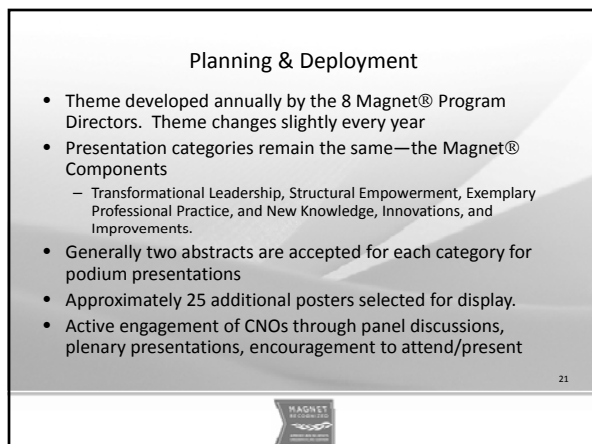 Planning & Deployment
• Theme developed annually by the 8 Magnet® Program
Directors.  Theme changes slightly every year
• Presentation categories remain the same—the Magnet®
Components
– Transformational Leadership, Structural Empowerment, Exemplary
Professional Practice, and New Knowledge, Innovations, and
Improvements.
• Generally two abstracts are accepted for each category for
podium presentations
• Approximately 25 additional posters selected for display.
• Active engagement of CNOs through panel discussions,
plenary presentations, encouragement to attend/present
21
MAGNET
RECOGNIZED